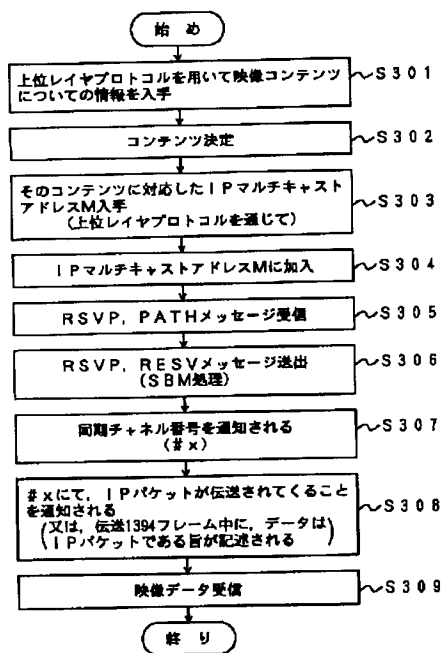 始 め
上位レイヤプロトコルを用いて映像コンテンツ
についての情報を入手
S301
コンテンツ決定
S302
そのコンテンツに対応したIPマルチキャスト
アドレスM入手
(上位レイヤプロトコルを通じて)
S303
IPマルチキャストアドレスMに加入
S304
RSVP, PATHメッセージ受信
S305
RSVP, RESVメッセージ送出
(SBM処理)
S306
同期チャネル番号を通知される
(#x)
S307
#xにて, IPパケットが伝送されてくること
を通知される
(又は, 伝送1394フレーム中に, データは
IPパケットである旨が記述される)
S308
映像データ受信
S309
終 り